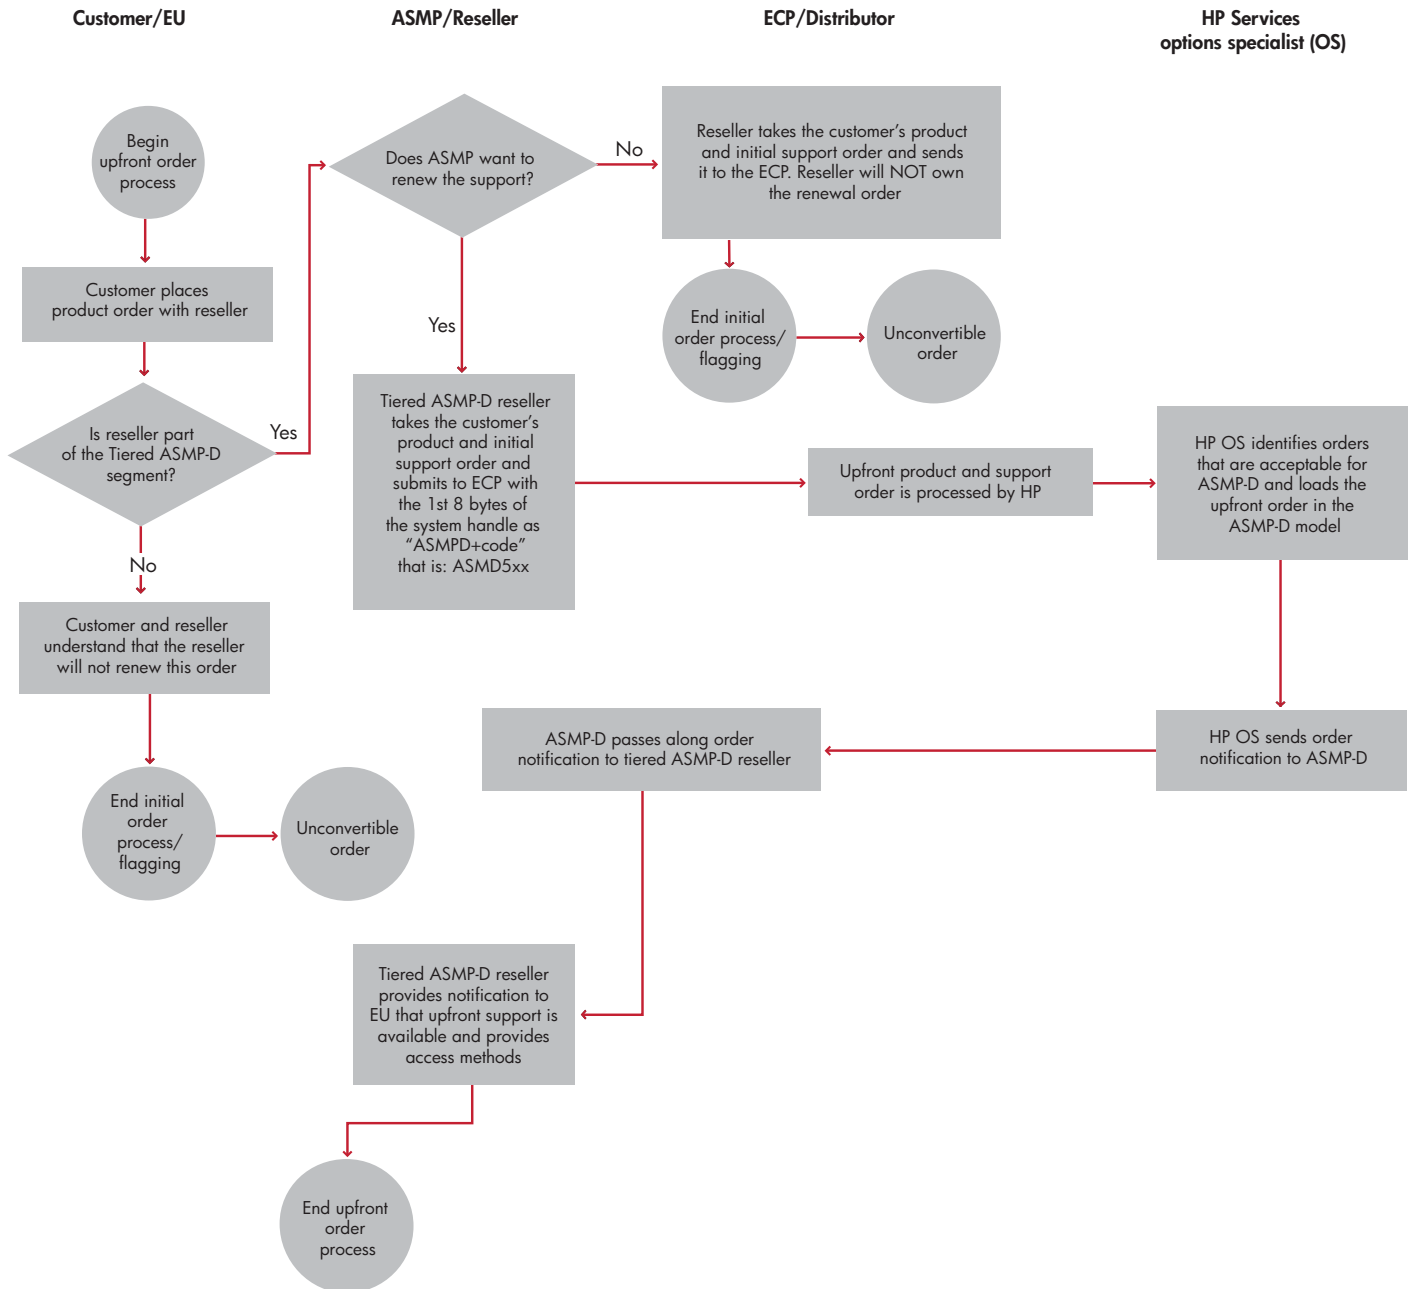 Customer/EU
ASMP/Reseller
ECP/Distributor
HP Services
options specialist (OS)
Begin
upfront order
process
Customer places
product order with reseller
Is reseller part
of the Tiered ASMP-D
segment?
Yes
No
Customer and reseller
understand that the reseller
will not renew this order
End initial
order
process/
flagging
Unconvertible
order
Does ASMP want to
renew the support?
No
Yes
Reseller takes the customer’s product
and initial support order and sends
it to the ECP. Reseller will NOT own
the renewal order
End initial
order process/
flagging
Unconvertible
order
Tiered ASMP-D reseller
takes the customer’s
product and initial
support order and
submits to ECP with
the 1st 8 bytes of
the system handle as
“ASMPD+code”
that is: ASMD5xx
Upfront product and support
order is processed by HP
HP OS identifies orders
that are acceptable for
ASMP-D and loads the
upfront order in the
ASMP-D model
HP OS sends order
notification to ASMP-D
ASMP-D passes along order
notification to tiered ASMP-D reseller
Tiered ASMP-D reseller
provides notification to
EU that upfront support is
available and provides
access methods
End upfront
order
process